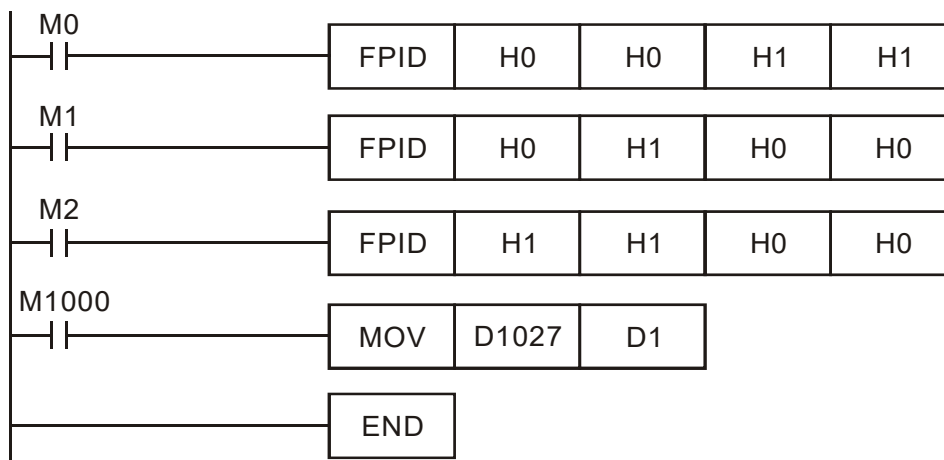 M0
FPID H0 H0 H1 H1
M1
FPID H0 H1 H0 H0
M2
FPID H1 H1 H0 H0
M1000
MOV D1027 D1
END